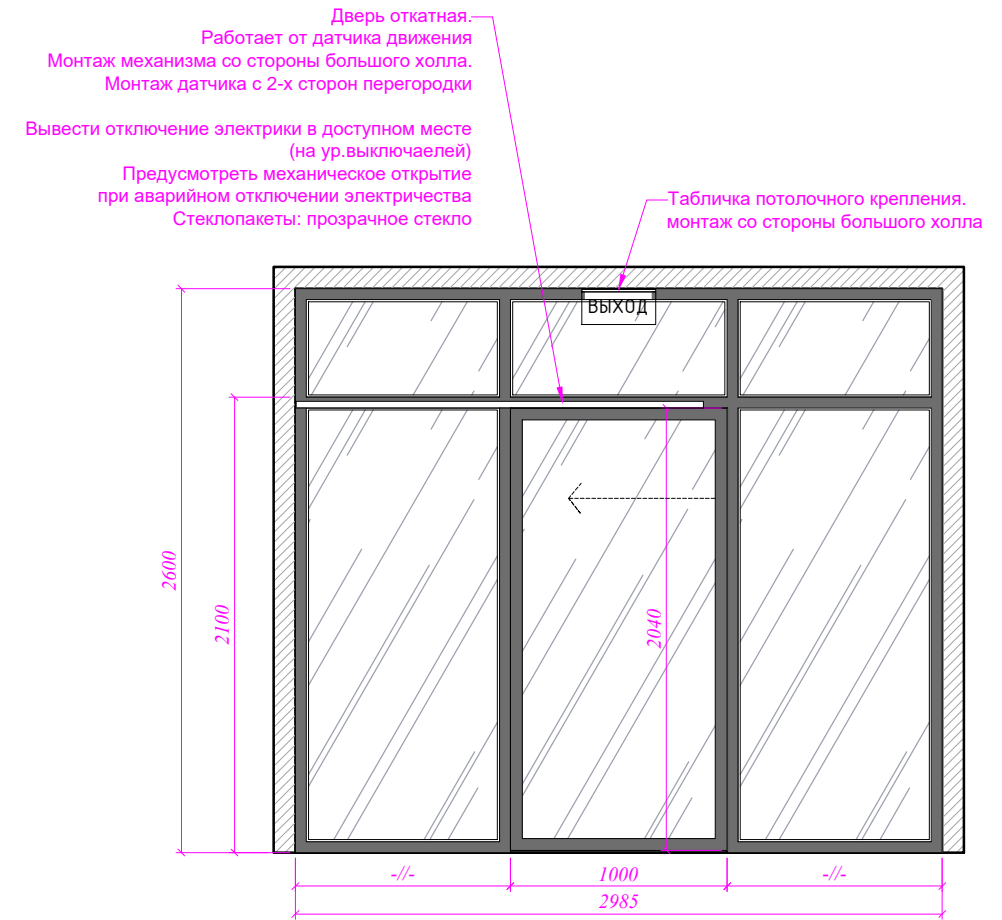 Дверь откатная.
Работает от датчика движения
Монтаж механизма со стороны большого холла.
Монтаж датчика с 2-х сторон перегородки
Вывести отключение электрики в доступном месте
(на ур.выключаелей)
Предусмотреть механическое открытие
при аварийном отключении электричества
Стеклопакеты: прозрачное стекло
Табличка потолочного крепления.
монтаж со стороны большого холла
ВЫХОД
2600
2100
2040
-//-
1000
-//-
2985